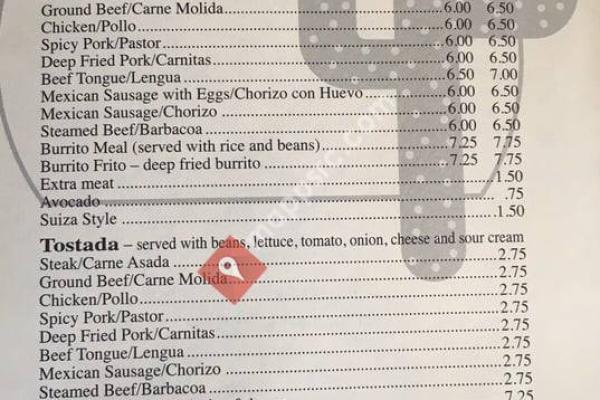 Ground Beef/Carne Molida 6.00 6.50
Chicken/Pollo 6.00 6.50
Spicy Pork/Pastor 6.00 6.50
Deep Fried Pork/Carnitas 6.00 6.50
Beef Tongue/Lengua 6.50 7.00
Mexican Sausage with Eggs/Chorizo con Huevo 6.00 6.50
Mexican Sausage/Chorizo 6.00 6.50
Steamed Beef/Barbacoa 6.00 6.50
Burrito Meal (served with rice and beans) 7.25 7.75
Burrito Frito – deep fried burrito 7.25 7.75
Extra meat 1.50
Avocado .75
Suiza Style 1.50
Tostada – served with beans, lettuce, tomato, onion, cheese and sour cream
Steak/Carne Asada 2.75
Ground Beef/Carne Molida 2.75
Chicken/Pollo 2.75
Spicy Pork/Pastor 2.75
Deep Fried Pork/Carnitas 2.75
Beef Tongue/Lengua 2.75
Mexican Sausage/Chorizo 2.75
Steamed Beef/Barbacoa 2.75
7.25